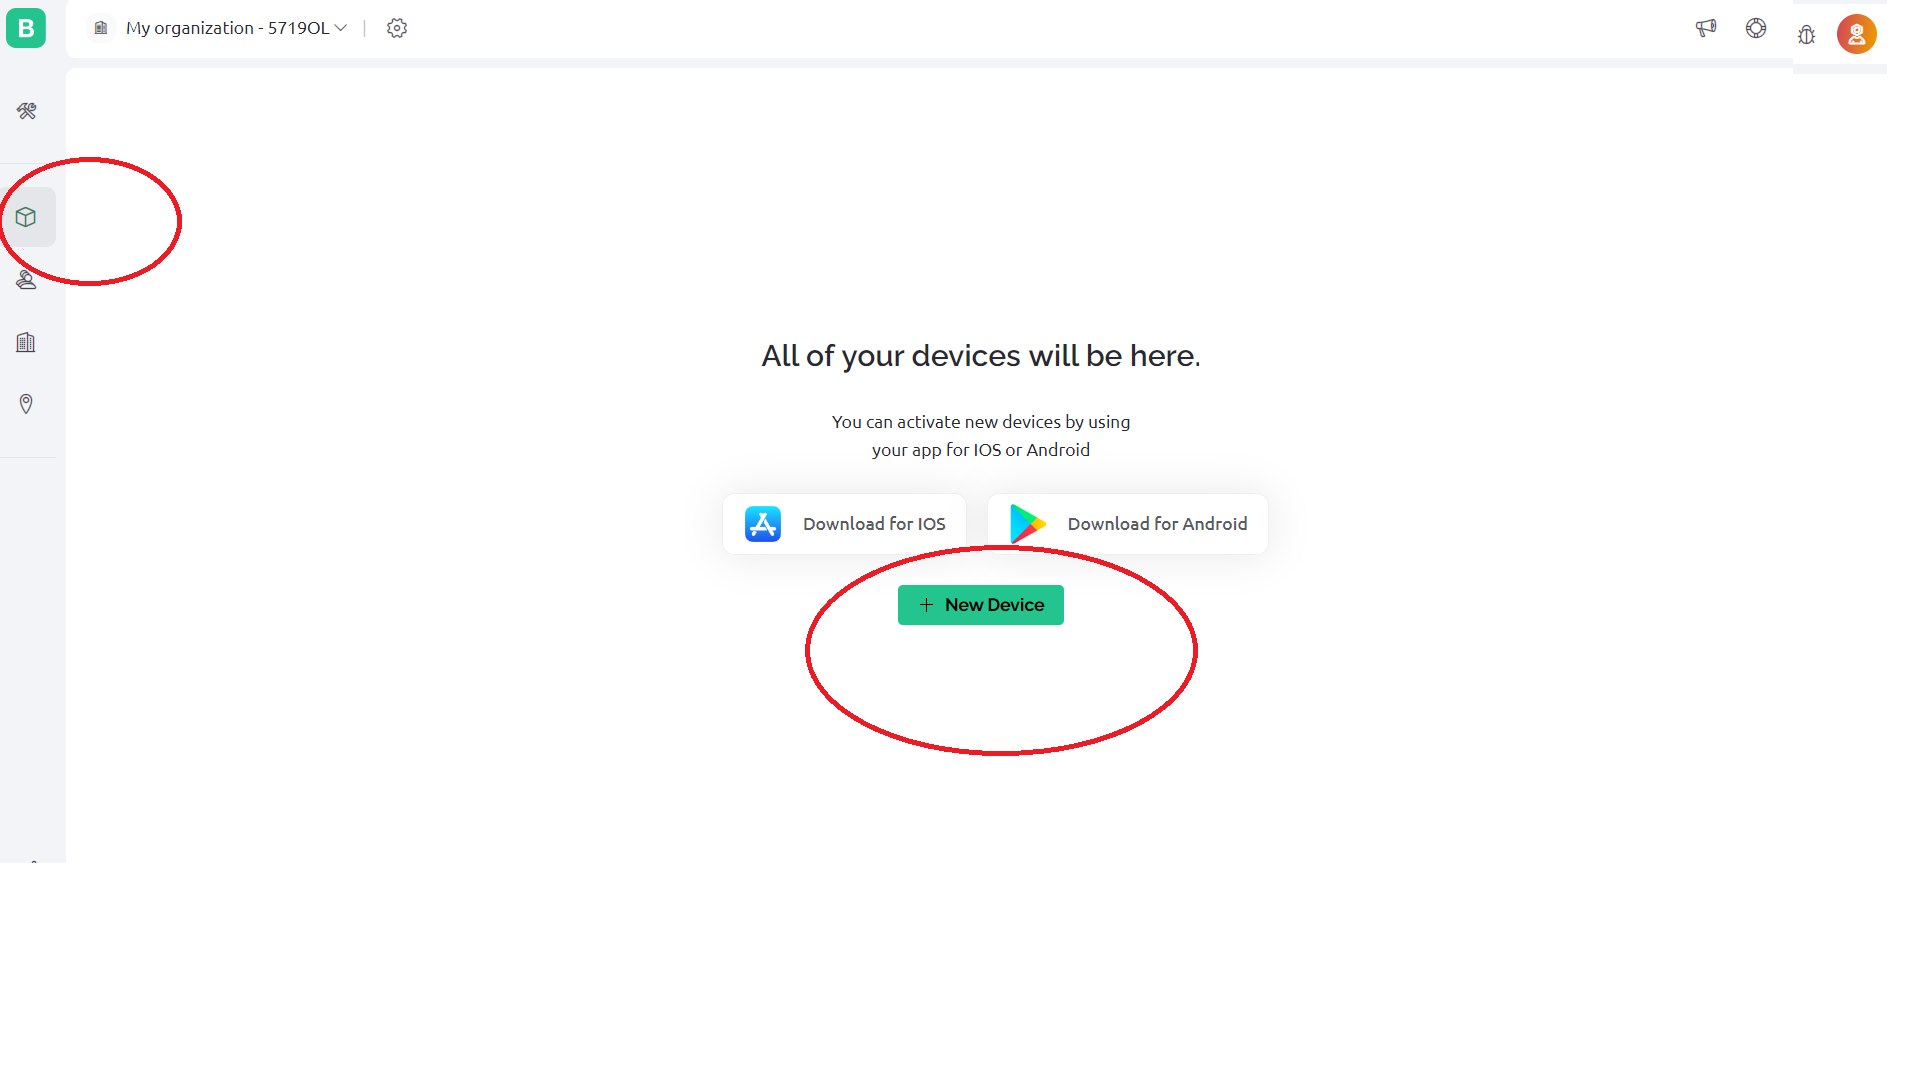 B
My organization - 5719OL
All of your devices will be here.
You can activate new devices by using
your app for IOS or Android
Download for IOS
Download for Android
+ New Device